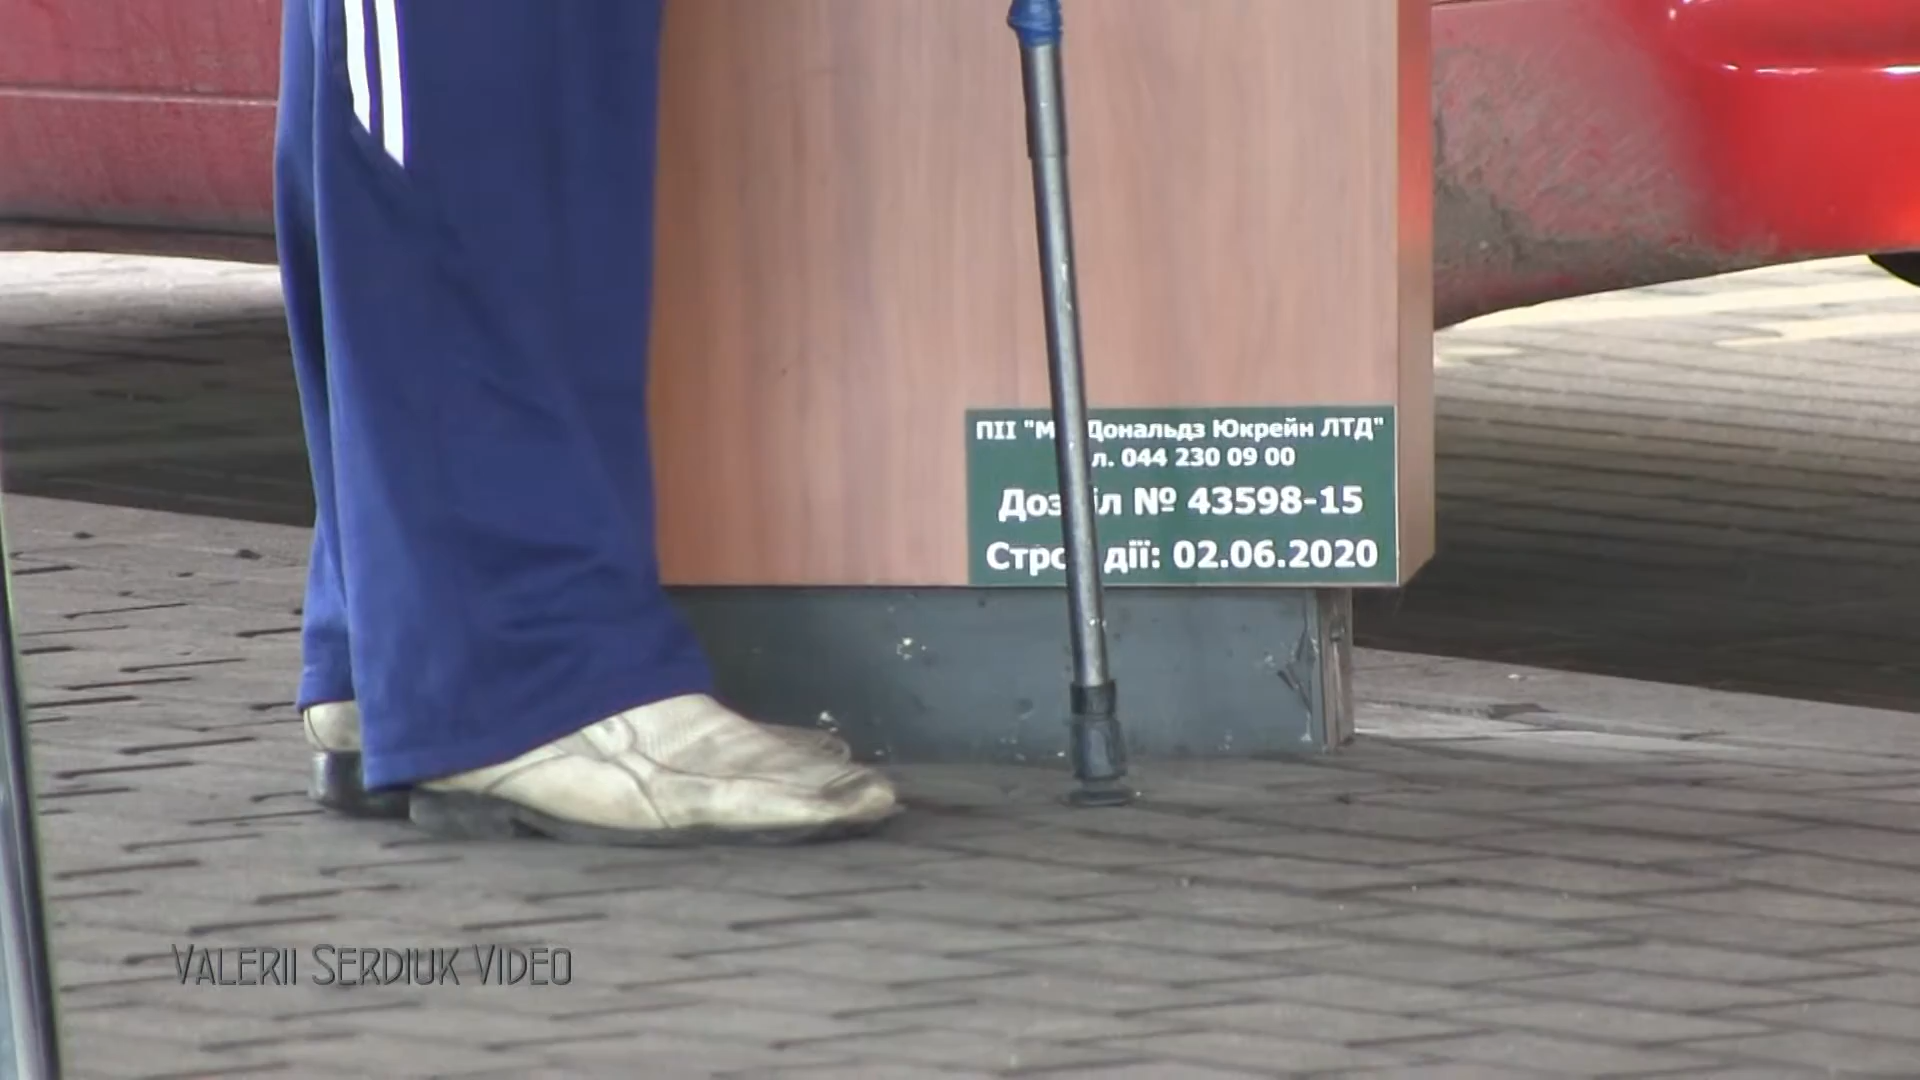 ПІІ "М Дональдз Юкрейн ЛТД"
л. 044 230 09 00
Доз іл № 43598-15
Стро дії: 02.06.2020
VALERII SERDIUK VIDEO